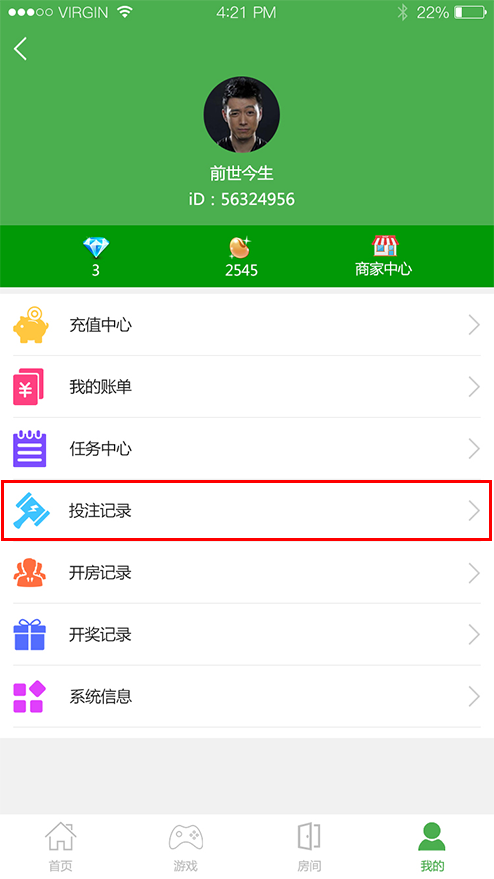 VIRGIN 4:21 PM 22%
前世今生
iD：56324956
3 2545 商家中心
充值中心
¥ 我的账单
任务中心
投注记录
开房记录
开奖记录
系统信息
首页 游戏 房间 我的